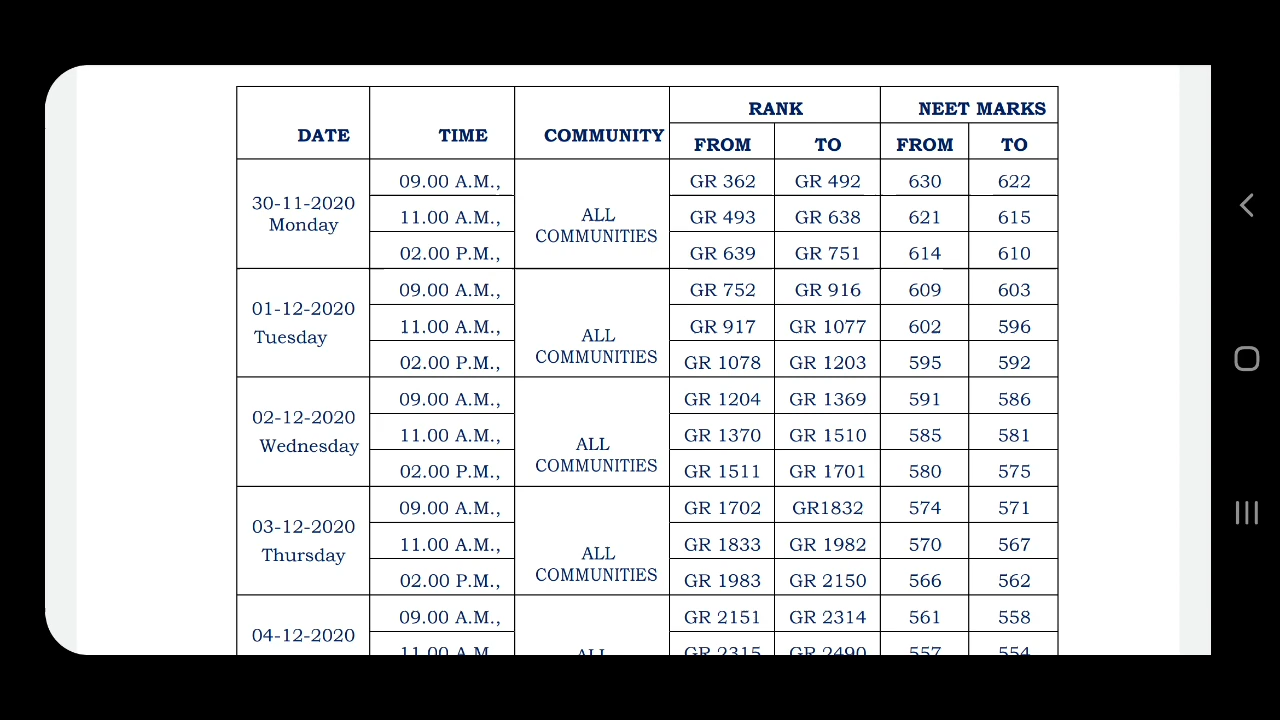 DATE TIME COMMUNITY RANK NEET MARKS
FROM TO FROM TO
30-11-2020 Monday ALL COMMUNITIES
09.00 A.M., GR 362 GR 492 630 622
11.00 A.M., GR 493 GR 638 621 615
02.00 P.M., GR 639 GR 751 614 610
01-12-2020 Tuesday ALL COMMUNITIES
09.00 A.M., GR 752 GR 916 609 603
11.00 A.M., GR 917 GR 1077 602 596
02.00 P.M., GR 1078 GR 1203 595 592
02-12-2020 Wednesday ALL COMMUNITIES
09.00 A.M., GR 1204 GR 1369 591 586
11.00 A.M., GR 1370 GR 1510 585 581
02.00 P.M., GR 1511 GR 1701 580 575
03-12-2020 Thursday ALL COMMUNITIES
09.00 A.M., GR 1702 GR1832 574 571
11.00 A.M., GR 1833 GR 1982 570 567
02.00 P.M., GR 1983 GR 2150 566 562
04-12-2020 ALL
09.00 A.M., GR 2151 GR 2314 561 558
11.00 A.M. GR 2315 GR 2490 557 554